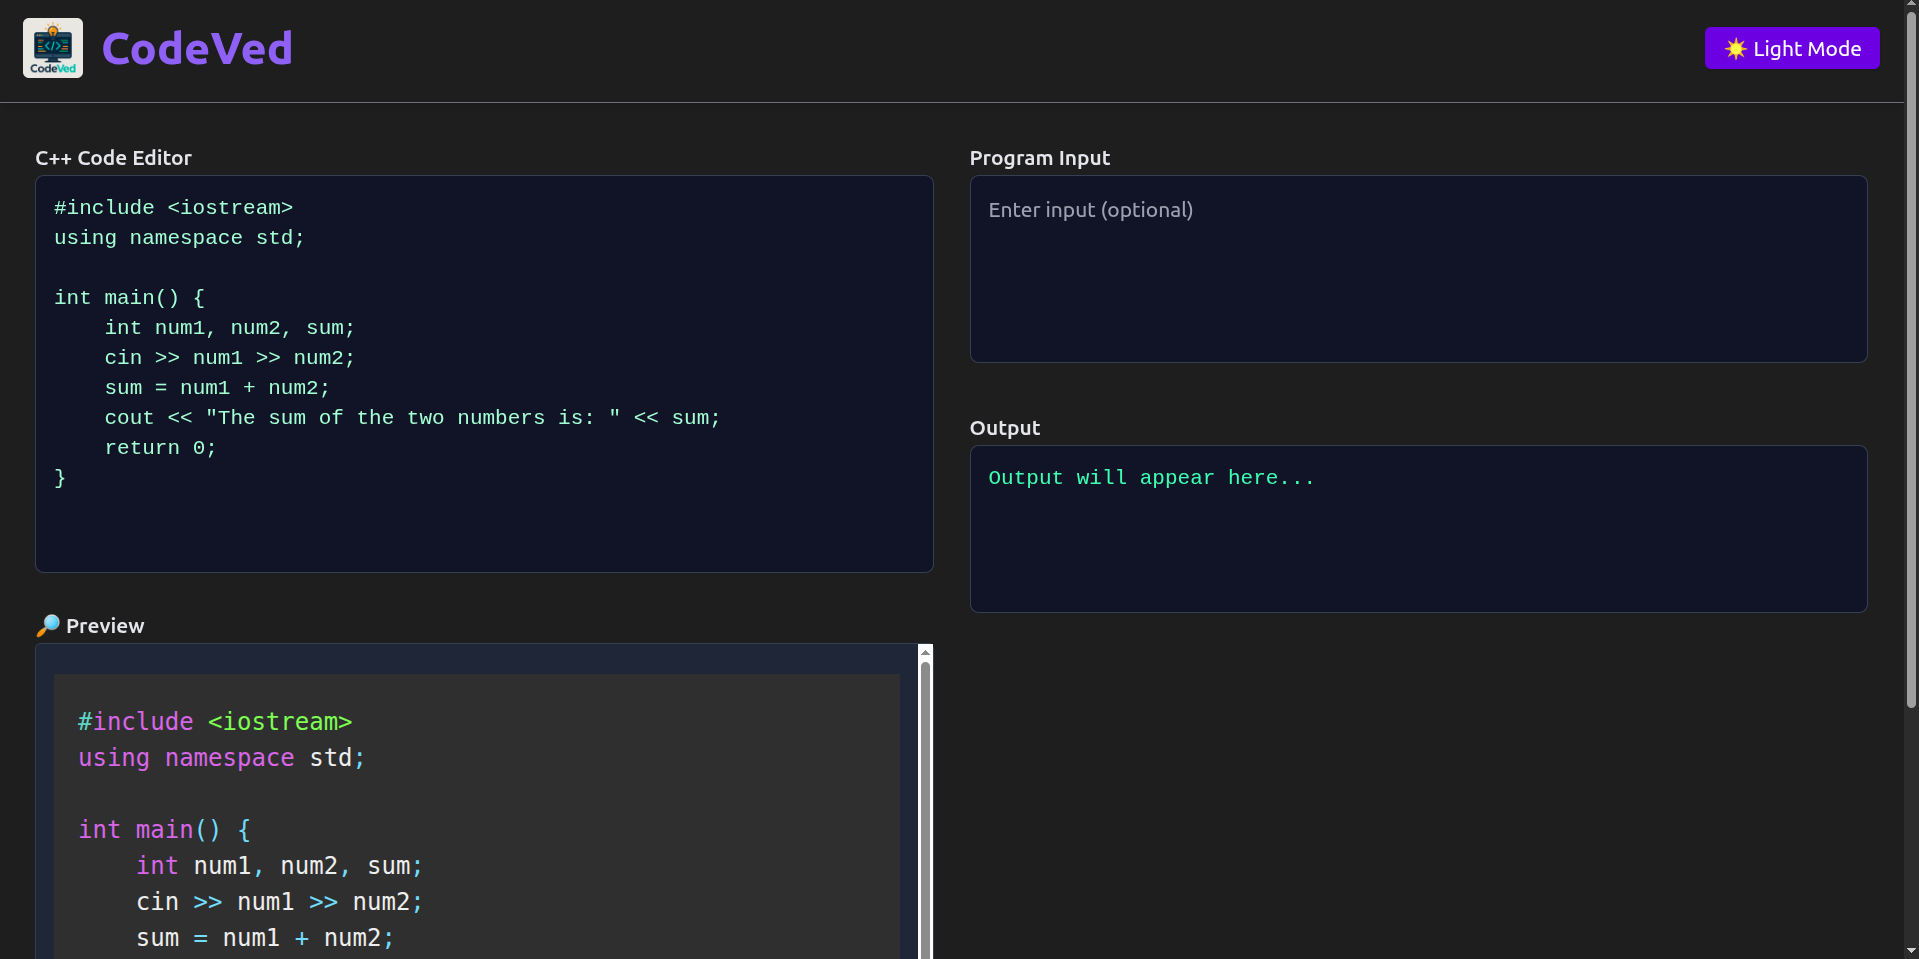 </> CodeVed
CodeVed
☀️ Light Mode
C++ Code Editor
#include <iostream>
using namespace std;

int main() {
    int num1, num2, sum;
    cin >> num1 >> num2;
    sum = num1 + num2;
    cout << "The sum of the two numbers is: " << sum;
    return 0;
}
🔎 Preview
#include <iostream>
using namespace std;

int main() {
    int num1, num2, sum;
    cin >> num1 >> num2;
    sum = num1 + num2;
Program Input
Enter input (optional)
Output
Output will appear here...